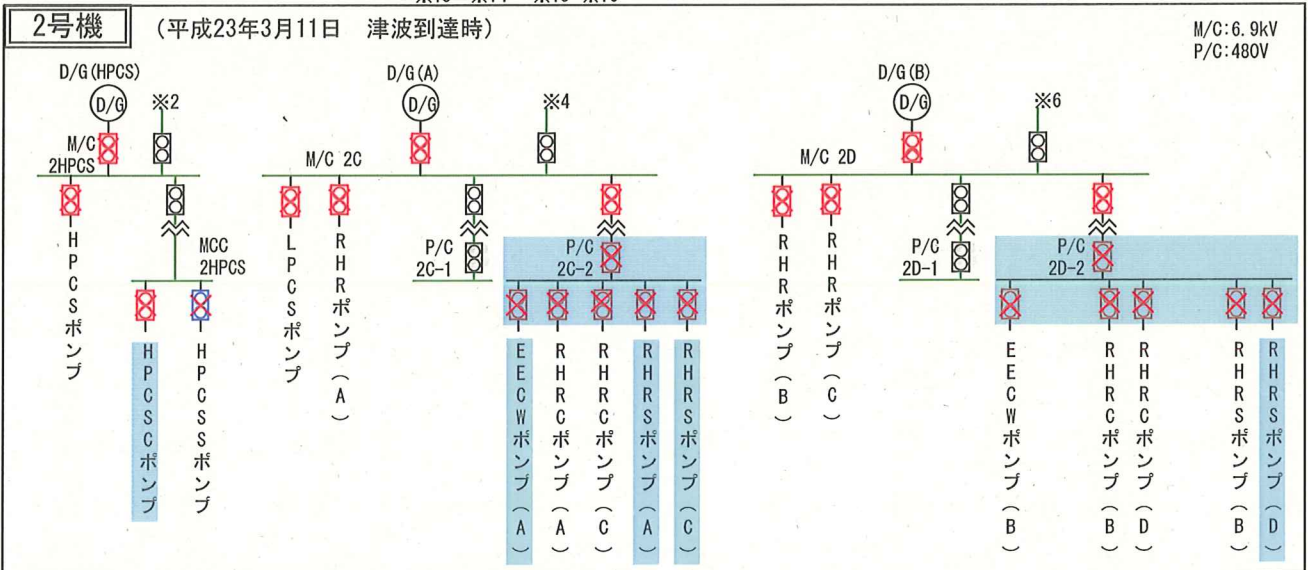 2号機 (平成23年3月11日 津波到達時)
M/C:6.9kV
P/C:480V
D/G(HPCS)
D/G
※2
M/C
2HPCS
HPCSポンプ
MCC
2HPCS
HPCSCポンプ
HPCSSポンプ
D/G(A)
D/G
※4
M/C 2C
LPCSポンプ
RHRポンプ(A)
P/C
2C-1
P/C
2C-2
EECWポンプ(A)
RHRCポンプ(A)
RHRCポンプ(C)
RHRSポンプ(A)
RHRSポンプ(C)
D/G(B)
D/G
※6
M/C 2D
RHRポンプ(B)
RHRポンプ(C)
P/C
2D-1
P/C
2D-2
EECWポンプ(B)
RHRCポンプ(B)
RHRCポンプ(D)
RHRSポンプ(B)
RHRSポンプ(D)